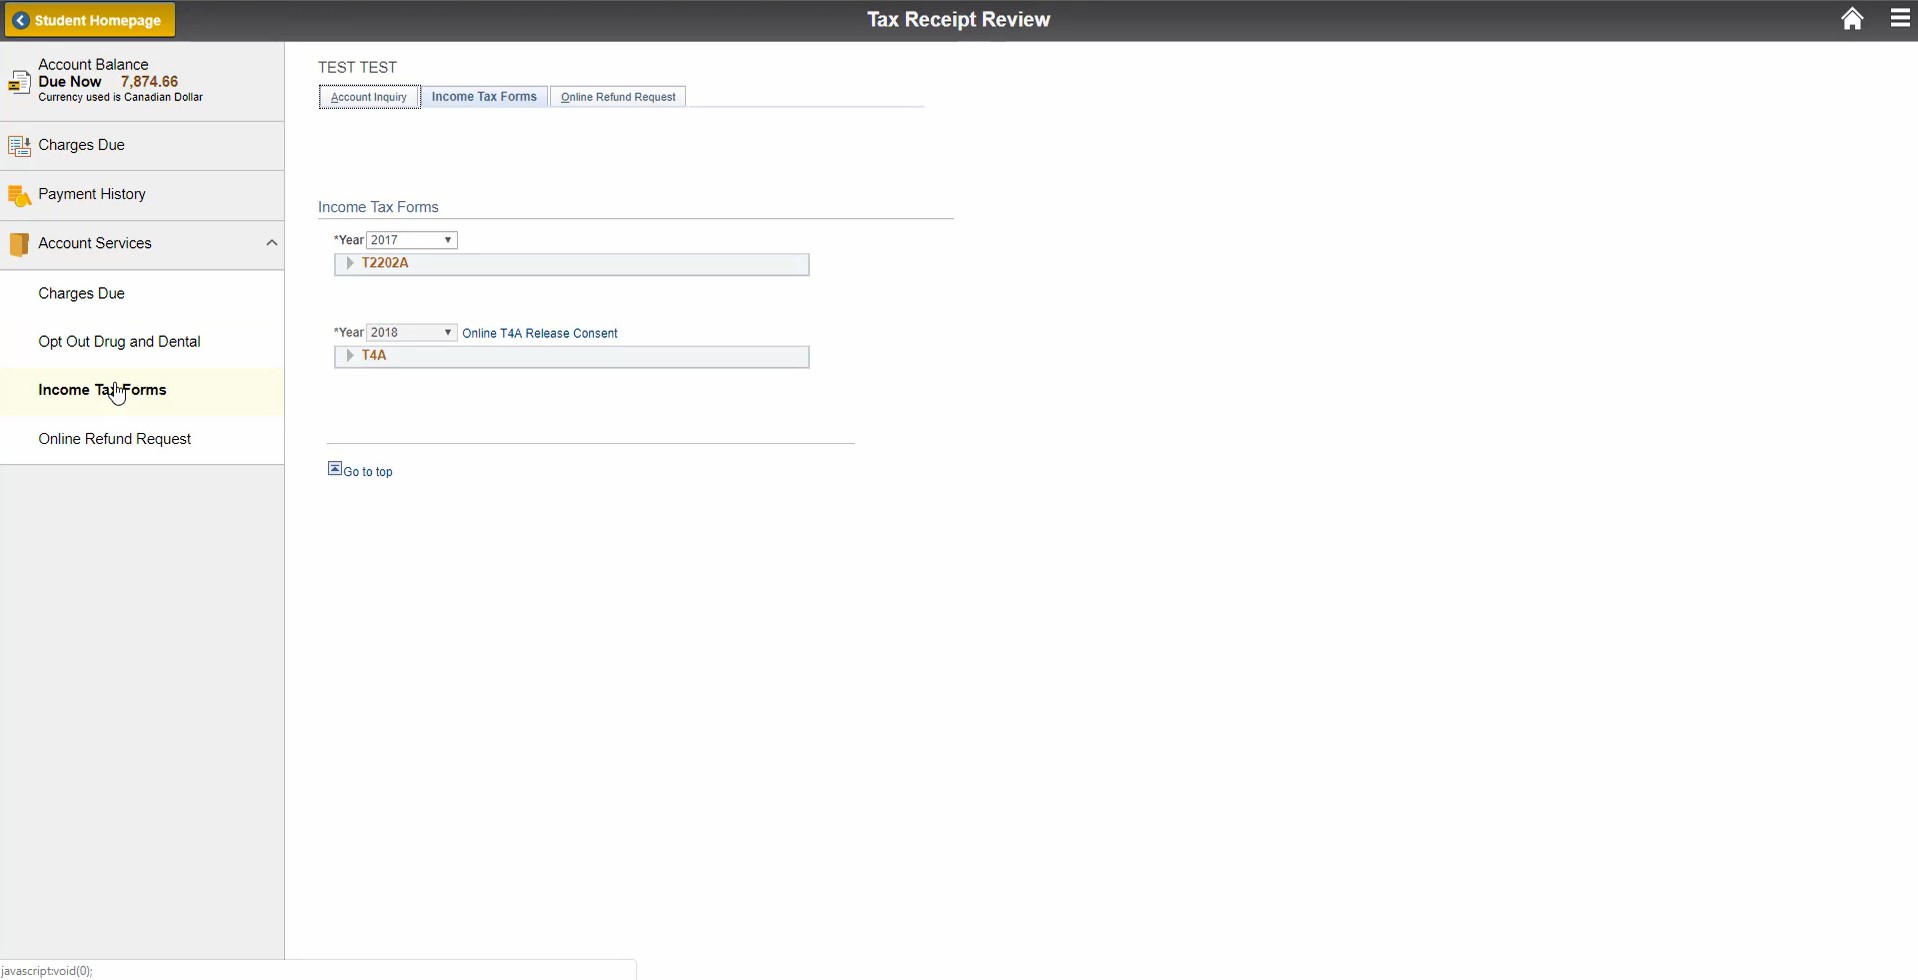 Student Homepage
Tax Receipt Review
Account Balance
Due Now 7,874.66
Currency used is Canadian Dollar
Charges Due
Payment History
Account Services
Charges Due
Opt Out Drug and Dental
Income Tax Forms
Online Refund Request
TEST TEST
Account Inquiry
Income Tax Forms
Online Refund Request
Income Tax Forms
*Year 2017
T2202A
*Year 2018 Online T4A Release Consent
T4A
Go to top
javascript:void(0);